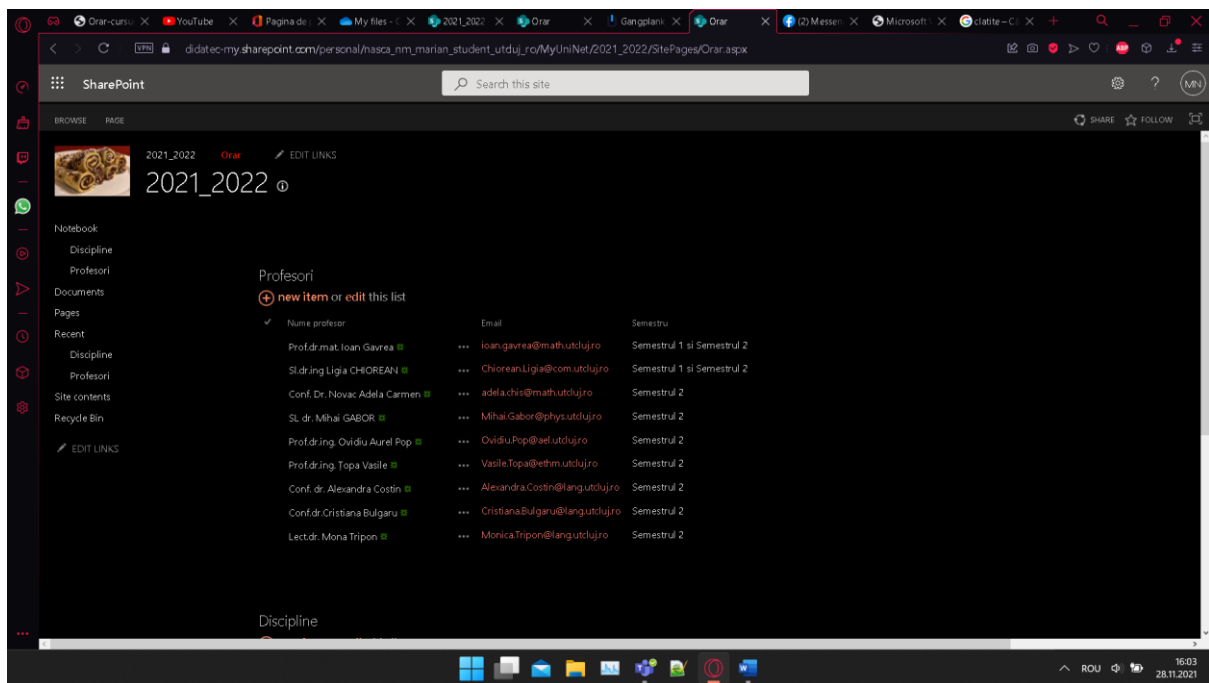 Orar-cursu
YouTube
Pagina de p
My files - C
2021_2022
Orar
Gangplank
Orar
(2) Messen
Microsoft
clatite – C
VPN
didatec-my.sharepoint.com/personal/nasca_nm_marian_student_utcluj_ro/MyUniNet/2021_2022/SitePages/Orar.aspx
SharePoint
Search this site
?
MN
BROWSE PAGE
SHARE FOLLOW
2021_2022 Orar EDIT LINKS
2021_2022
Notebook
Discipline
Profesori
Documents
Pages
Recent
Discipline
Profesori
Site contents
Recycle Bin
EDIT LINKS
Profesori
new item or edit this list
Nume profesor Email Semestru
Prof.dr.mat. Ioan Gavrea ... ioan.gavrea@math.utcluj.ro Semestrul 1 si Semestrul 2
Sl.dr.ing Ligia CHIOREAN ... Chiorean.Ligia@com.utcluj.ro Semestrul 1 si Semestrul 2
Conf. Dr. Novac Adela Carmen ... adela.chis@math.utcluj.ro Semestrul 2
SL dr. Mihai GABOR ... Mihai.Gabor@phys.utcluj.ro Semestrul 2
Prof.dr.ing. Ovidiu Aurel Pop ... Ovidiu.Pop@ael.utcluj.ro Semestrul 2
Prof.dr.ing. Țopa Vasile ... Vasile.Topa@ethm.utcluj.ro Semestrul 2
Conf. dr. Alexandra Costin ... Alexandra.Costin@lang.utcluj.ro Semestrul 2
Conf.dr.Cristiana Bulgaru ... Cristiana.Bulgaru@lang.utcluj.ro Semestrul 2
Lect.dr. Mona Tripon ... Monica.Tripon@lang.utcluj.ro Semestrul 2
Discipline
ROU
16:03
28.11.2021